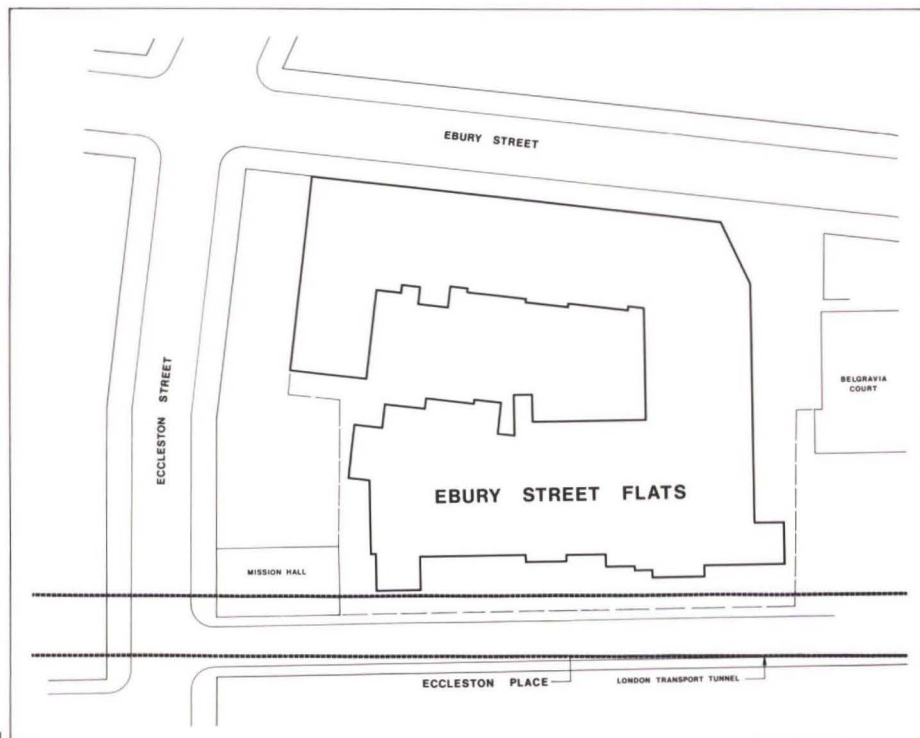 EBURY STREET
ECCLESTON STREET
BELGRAVIA
COURT
EBURY STREET FLATS
MISSION HALL
ECCLESTON PLACE
LONDON TRANSPORT TUNNEL